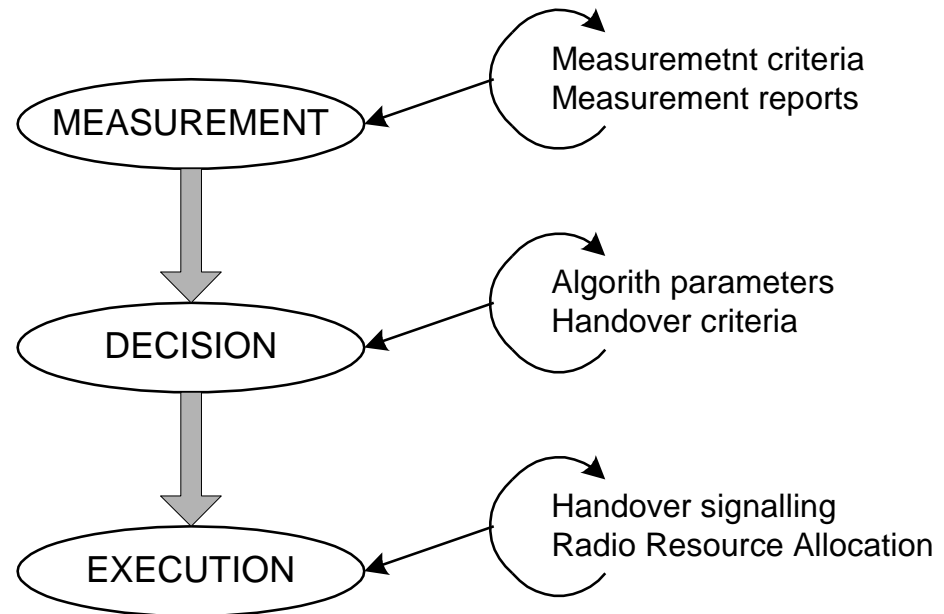 MEASUREMENT
Measuremetnt criteria
Measurement reports
DECISION
Algorith parameters
Handover criteria
EXECUTION
Handover signalling
Radio Resource Allocation